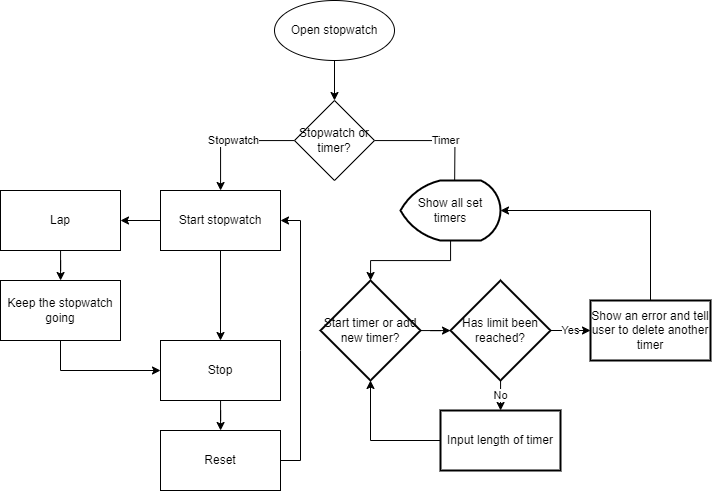 Open stopwatch
Stopwatch or
timer?
Stopwatch
Timer
Lap
Start stopwatch
Show all set
timers
Keep the stopwatch
going
Start timer or add
new timer?
Has limit been
reached?
Yes
Show an error and tell
user to delete another
timer
Stop
No
Input length of timer
Reset